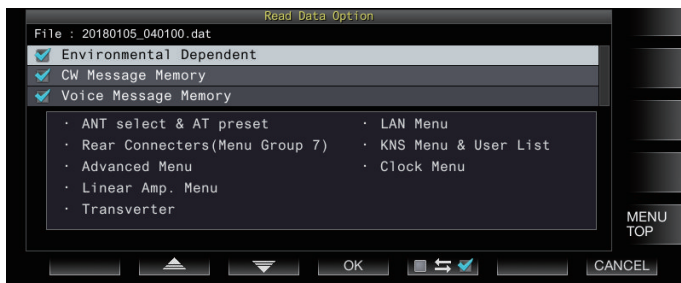 Read Data Option
File : 20180105_040100.dat
Environmental Dependent
CW Message Memory
Voice Message Memory
· ANT select & AT preset
· LAN Menu
· Rear Connecters(Menu Group 7)
· KNS Menu & User List
· Advanced Menu
· Clock Menu
· Linear Amp. Menu
· Transverter
MENU
TOP
OK
CANCEL